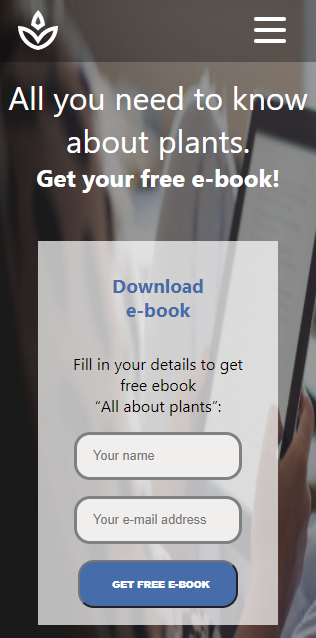 All you need to know
about plants.
Get your free e-book!
Download
e-book
Fill in your details to get
free ebook
“All about plants”:
Your name
Your e-mail address
GET FREE E-BOOK